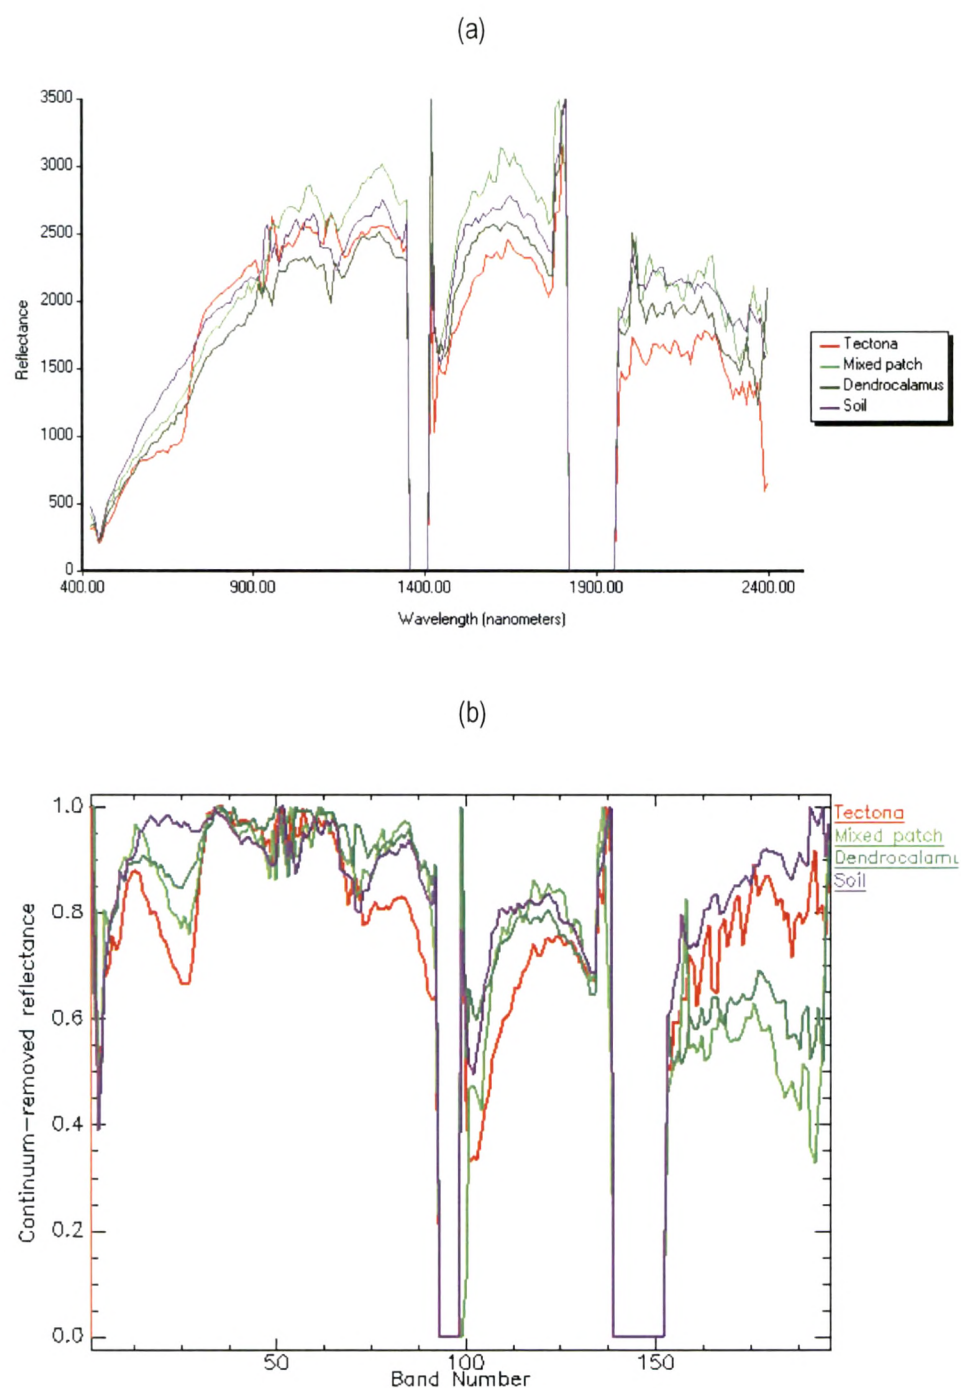 (a)
3500
3000
2500
2000
1500
1000
500
0
Reflectance
400.00 900.00 1400.00 1900.00 2400.00
Wavelength (nanometers)
Tectona
Mixed patch
Dendrocalamus
Soil
(b)
1.0
0.8
0.6
0.4
0.2
0.0
Continuum-removed reflectance
50 100 150
Band Number
Tectona
Mixed patch
Dendrocalamu
Soil